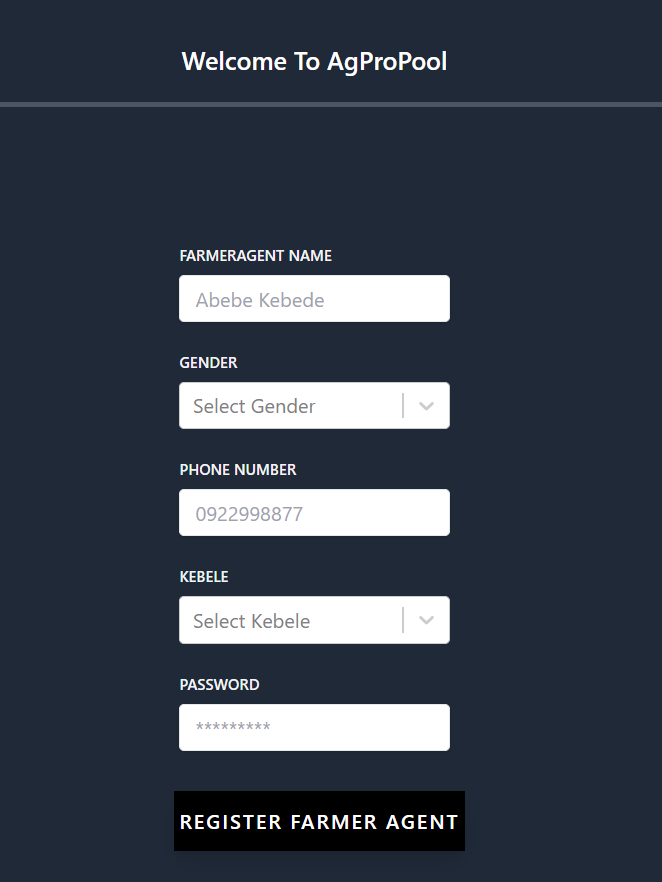 Welcome To AgProPool
FARMERAGENT NAME
Abebe Kebede
GENDER
Select Gender
PHONE NUMBER
0922998877
KEBELE
Select Kebele
PASSWORD
*********
REGISTER FARMER AGENT